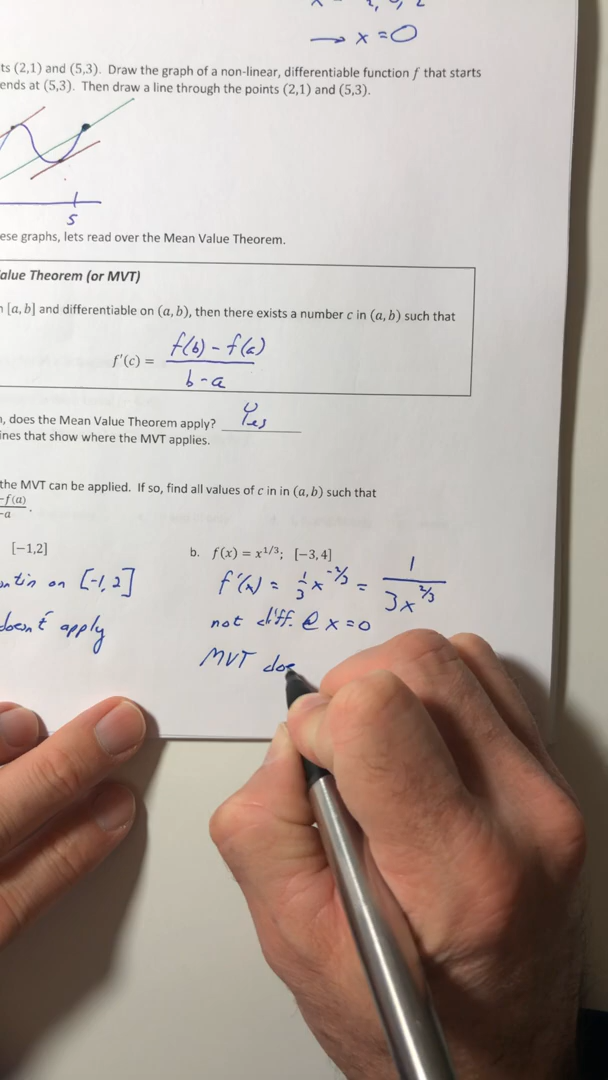 → x = 0
ts (2,1) and (5,3). Draw the graph of a non-linear, differentiable function f that starts
ends at (5,3). Then draw a line through the points (2,1) and (5,3).
5
ese graphs, lets read over the Mean Value Theorem.
alue Theorem (or MVT)
n [a, b] and differentiable on (a, b), then there exists a number c in (a, b) such that
f'(c) = f(b) - f(a) / b - a
n, does the Mean Value Theorem apply? Yes
ines that show where the MVT applies.
the MVT can be applied. If so, find all values of c in in (a, b) such that
-f(a)
-a .
[-1,2]
b. f(x) = x^1/3; [-3, 4]
ontin on [-1, 2]
f'(x) = 1/3 x^-2/3 = 1 / 3x^2/3
doesn't apply
not diff. @ x = 0
MVT doe